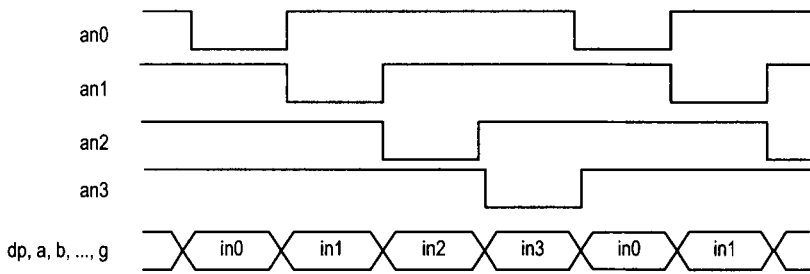 an0
an1
an2
an3
dp, a, b, ..., g in0 in1 in2 in3 in0 in1